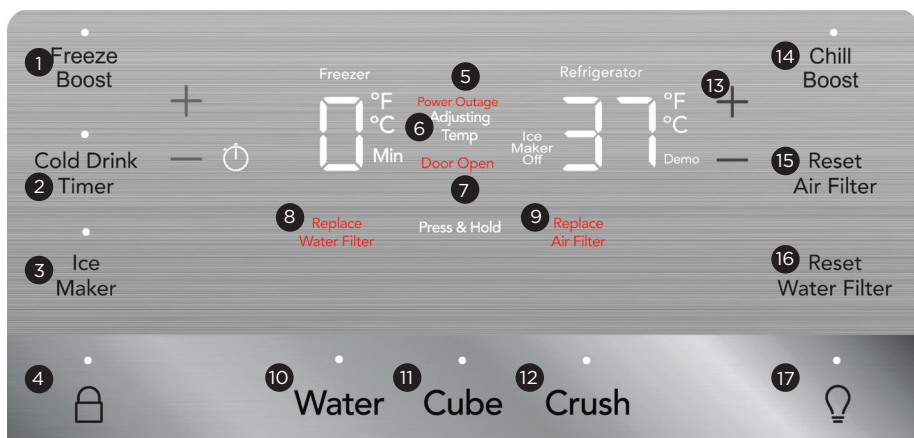 1
Freeze
Boost
+
Freezer
0
°F
°C
Min
5
Power Outage
6
Adjusting
Temp
Door Open
7
Refrigerator
Ice
Maker
Off
37
°F
°C
Demo
13
+
14
Chill
Boost
Cold Drink
2 Timer
−
−
15
Reset
Air Filter
8
Replace
Water Filter
Press & Hold
9
Replace
Air Filter
3
Ice
Maker
16
Reset
Water Filter
4
10
Water
11
Cube
12
Crush
17